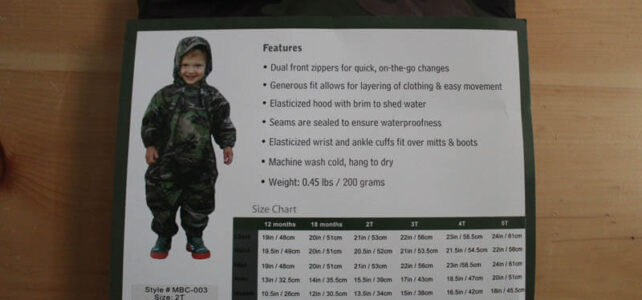 Features
• Dual front zippers for quick, on-the-go changes
• Generous fit allows for layering of clothing & easy movement
• Elasticized hood with brim to shed water
• Seams are sealed to ensure waterproofness
• Elasticized wrist and ankle cuffs fit over mitts & boots
• Machine wash cold, hang to dry
• Weight: 0.45 lbs / 200 grams
Size Chart
12 months 18 months 2T 3T 4T 5T
19in / 48cm 20in / 51cm 21in / 53cm 22in / 56cm 23in / 58.5cm 24in / 61cm
19.5in / 49cm 20in / 51cm 20.5in / 52cm 21in / 53.5cm 21.5in / 54.5cm 22in / 56cm
19in / 48cm 20in / 51cm 21in / 53cm 22in / 56cm 23in /58.5cm 24in / 61cm
13in / 32.5cm 14in / 35.5cm 15.5in / 39cm 17in / 43cm 18.5in / 47cm 20in / 51cm
10.5in / 26cm 12in / 30.5cm 13.5in / 34cm 15in / 38cm 16.5in / 42cm 18in / 45.5cm
Style # MBC-003
Size: 2T